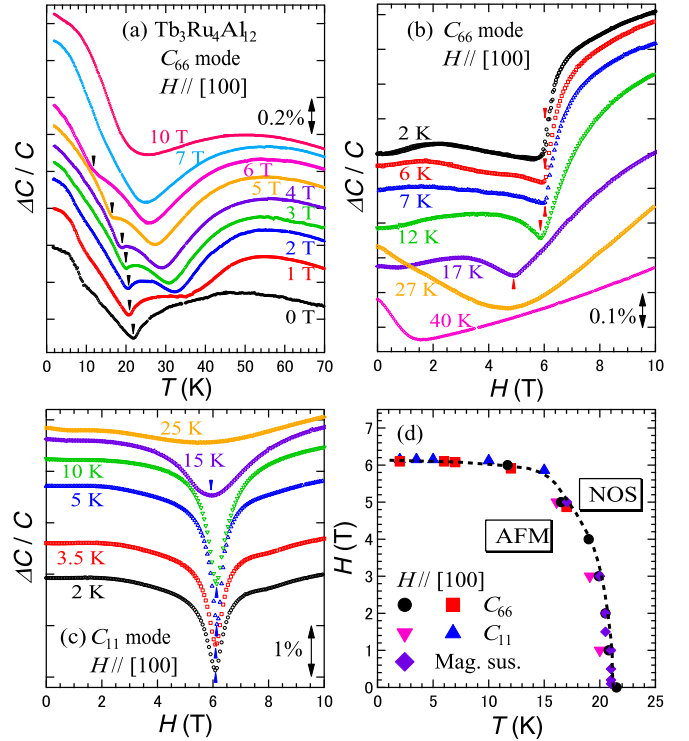 (a) Tb₃Ru₄Al₁₂
C₆₆ mode
H // [100]
0.2%
10 T
7 T
6 T
5 T
4 T
3 T
2 T
1 T
0 T
ΔC / C
0 10 20 30 40 50 60 70
T (K)
(b) C₆₆ mode
H // [100]
2 K
6 K
7 K
12 K
17 K
27 K
40 K
0.1%
ΔC / C
0 2 4 6 8 10
H (T)
25 K
15 K
10 K
5 K
3.5 K
2 K
(c) C₁₁ mode
H // [100]
1%
ΔC / C
0 2 4 6 8 10
H (T)
(d)
NOS
AFM
H // [100]
C₆₆
C₁₁
Mag. sus.
H (T)
8
7
6
5
4
3
2
1
0
0 5 10 15 20 25
T (K)